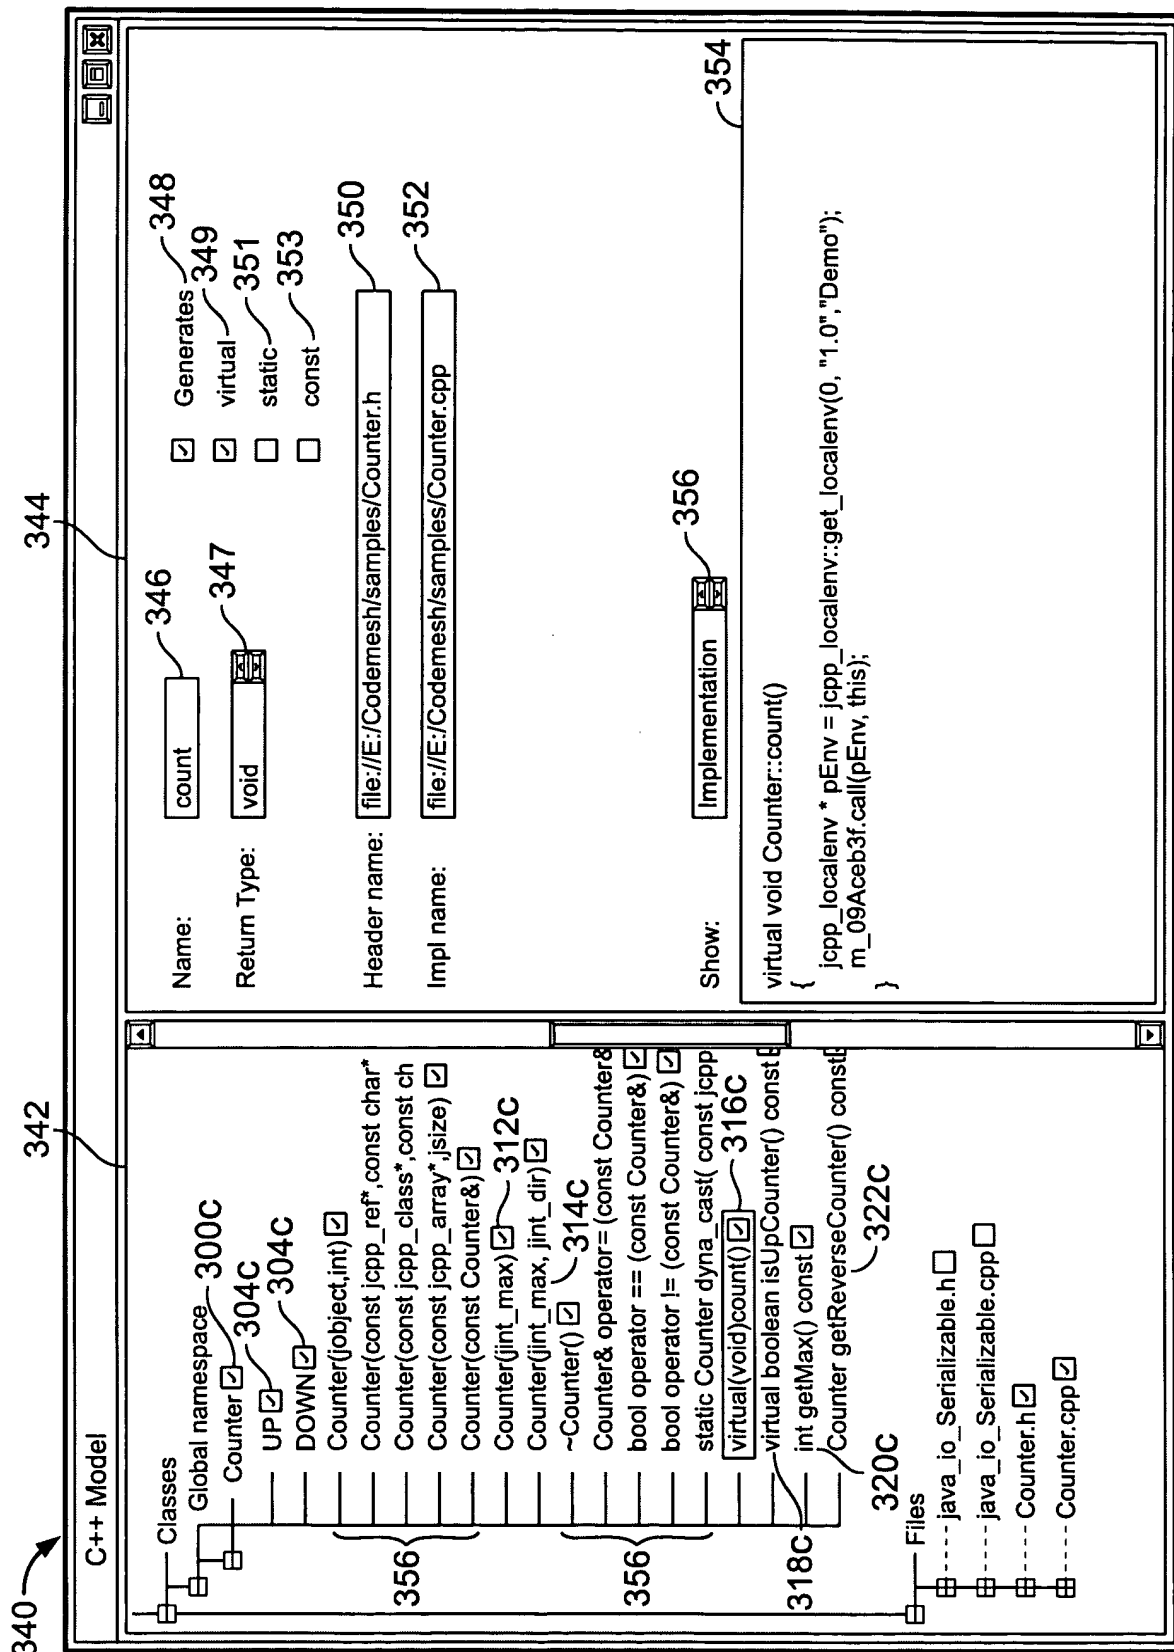 340
C++ Model
342
344
Classes
Global namespace
300C
Counter
304C
UP
304C
DOWN
Counter(jobject,int)
Counter(const jcpp_ref*,const char*
Counter(const jcpp_class*,const ch
Counter(const jcpp_array*,jsize)
Counter(const Counter&)
356
Counter(jint_max)
312C
Counter(jint_max, jint_dir)
314C
~Counter()
Counter& operator= (const Counter&
bool operator == (const Counter&)
bool operator != (const Counter&)
static Counter dyna_cast( const jcpp
356
virtual(void)count()
316C
virtual boolean isUpCounter() const
318C
int getMax() const
320C
Counter getReverseCounter() const
322C
Files
java_io_Serializable.h
java_io_Serializable.cpp
Counter.h
Counter.cpp
Name:
count
346
Generates
348
Return Type:
void
347
virtual
349
static
351
const
353
Header name:
file://E:/Codemesh/samples/Counter.h
350
Impl name:
file://E:/Codemesh/samples/Counter.cpp
352
Show:
Implementation
356
354
virtual void Counter::count()
{
jcpp_localenv * pEnv = jcpp_localenv::get_localenv(0, "1.0","Demo");
m_09Aceb3f.call(pEnv, this);
}